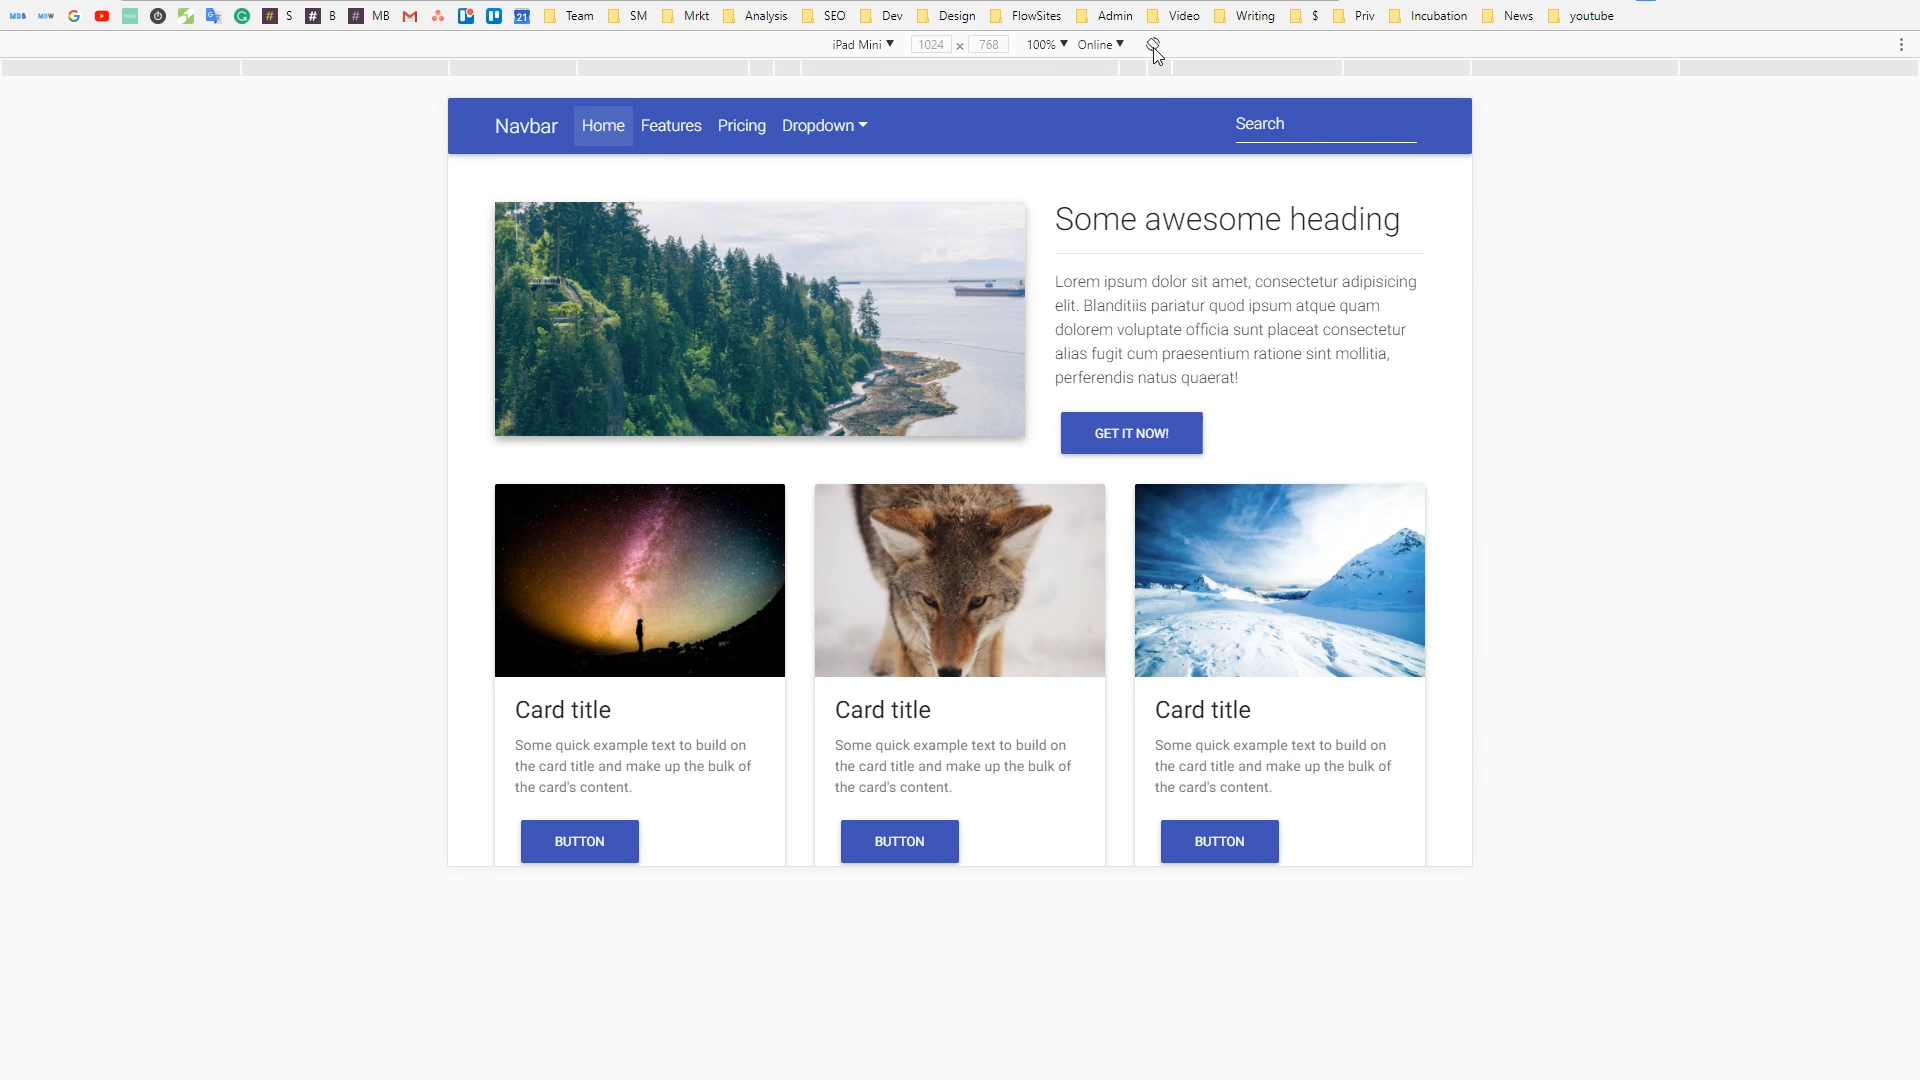 MDB MDW S B MB 21 Team SM Mrkt Analysis SEO Dev Design FlowSites Admin Video Writing $ Priv Incubation News youtube
iPad Mini ▼ 1024 × 768 100% ▼ Online ▼
Navbar Home Features Pricing Dropdown Search
Some awesome heading
Lorem ipsum dolor sit amet, consectetur adipisicing
elit. Blanditiis pariatur quod ipsum atque quam
dolorem voluptate officia sunt placeat consectetur
alias fugit cum praesentium ratione sint mollitia,
perferendis natus quaerat!
GET IT NOW!
Card title
Some quick example text to build on
the card title and make up the bulk of
the card's content.
BUTTON
Card title
Some quick example text to build on
the card title and make up the bulk of
the card's content.
BUTTON
Card title
Some quick example text to build on
the card title and make up the bulk of
the card's content.
BUTTON